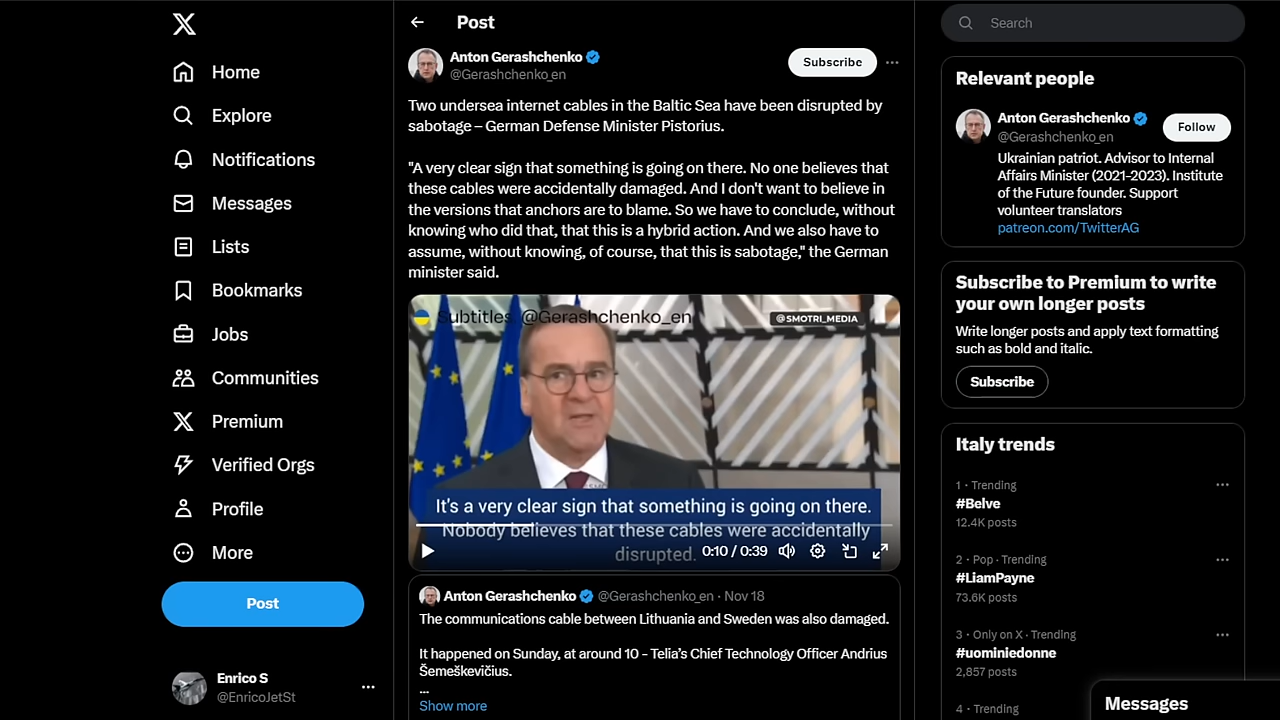 Home
Explore
Notifications
Messages
Lists
Bookmarks
Jobs
Communities
Premium
Verified Orgs
Profile
More
Post
Enrico S
@EnricoJetSt
Post
Anton Gerashchenko
@Gerashchenko_en
Subscribe
Two undersea internet cables in the Baltic Sea have been disrupted by
sabotage – German Defense Minister Pistorius.
"A very clear sign that something is going on there. No one believes that
these cables were accidentally damaged. And I don't want to believe in
the versions that anchors are to blame. So we have to conclude, without
knowing who did that, that this is a hybrid action. And we also have to
assume, without knowing, of course, that this is sabotage," the German
minister said.
Subtitles: @Gerashchenko_en
@SMOTRI_MEDIA
It's a very clear sign that something is going on there.
Nobody believes that these cables were accidentally
disrupted.
0:10 / 0:39
Anton Gerashchenko @Gerashchenko_en · Nov 18
The communications cable between Lithuania and Sweden was also damaged.
It happened on Sunday, at around 10 - Telia's Chief Technology Officer Andrius
Šemeškevičius.
...
Show more
Search
Relevant people
Anton Gerashchenko
@Gerashchenko_en
Follow
Ukrainian patriot. Advisor to Internal
Affairs Minister (2021-2023). Institute
of the Future founder. Support
volunteer translators
patreon.com/TwitterAG
Subscribe to Premium to write
your own longer posts
Write longer posts and apply text formatting
such as bold and italic.
Subscribe
Italy trends
1 · Trending
#Belve
12.4K posts
2 · Pop · Trending
#LiamPayne
73.6K posts
3 · Only on X · Trending
#uominiedonne
2,857 posts
4 · Trending
Messages